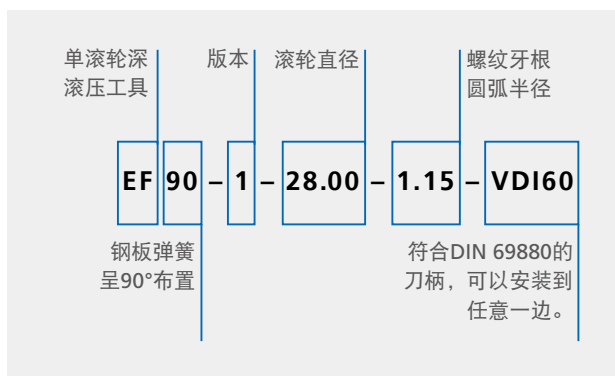 单滚轮深
滚压工具
版本
滚轮直径
螺纹牙根
圆弧半径
EF 90 – 1 – 28.00 – 1.15 – VDI60
钢板弹簧
呈90°布置
符合DIN 69880的
刀柄，可以安装到
任意一边。